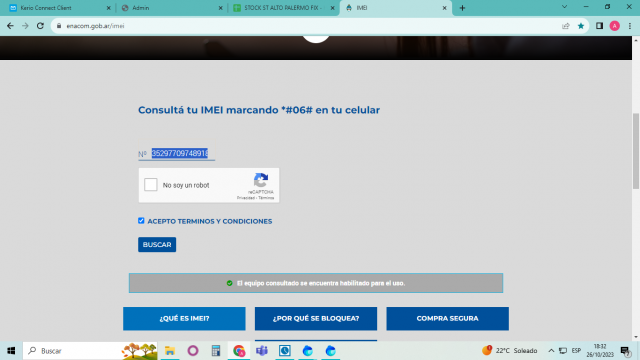 Kerio Connect Client
Admin
STOCK ST ALTO PALERMO FIX -
IMEI
enacom.gob.ar/imei
A
Consultá tu IMEI marcando *#06# en tu celular
Nº 35297709748918
No soy un robot
reCAPTCHA
Privacidad - Términos
ACEPTO TERMINOS Y CONDICIONES
BUSCAR
El equipo consultado se encuentra habilitado para el uso.
¿QUÉ ES IMEI?
¿POR QUÉ SE BLOQUEA?
COMPRA SEGURA
Buscar
22°C Soleado
ESP
18:32
26/10/2023